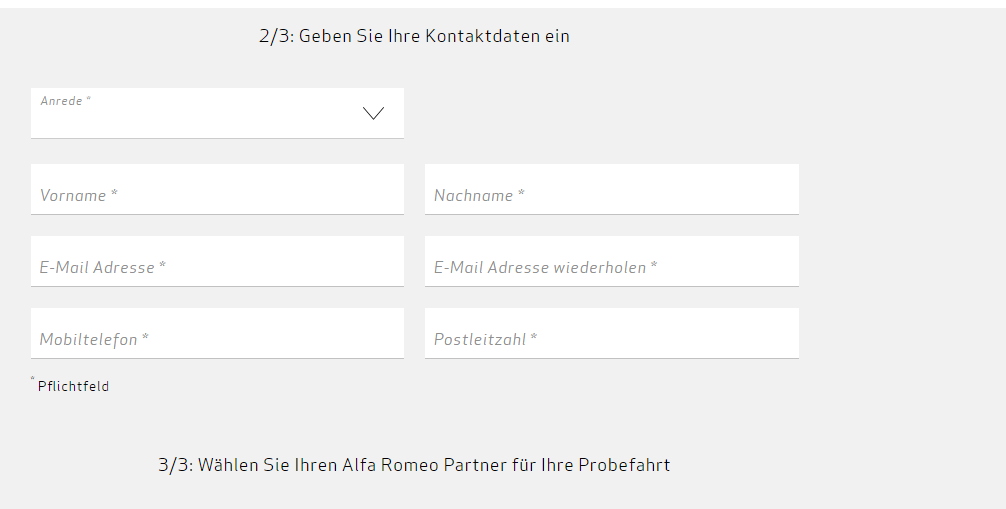 2/3: Geben Sie Ihre Kontaktdaten ein
Anrede *
Vorname *
Nachname *
E-Mail Adresse *
E-Mail Adresse wiederholen *
Mobiltelefon *
Postleitzahl *
* Pflichtfeld
3/3: Wählen Sie Ihren Alfa Romeo Partner für Ihre Probefahrt